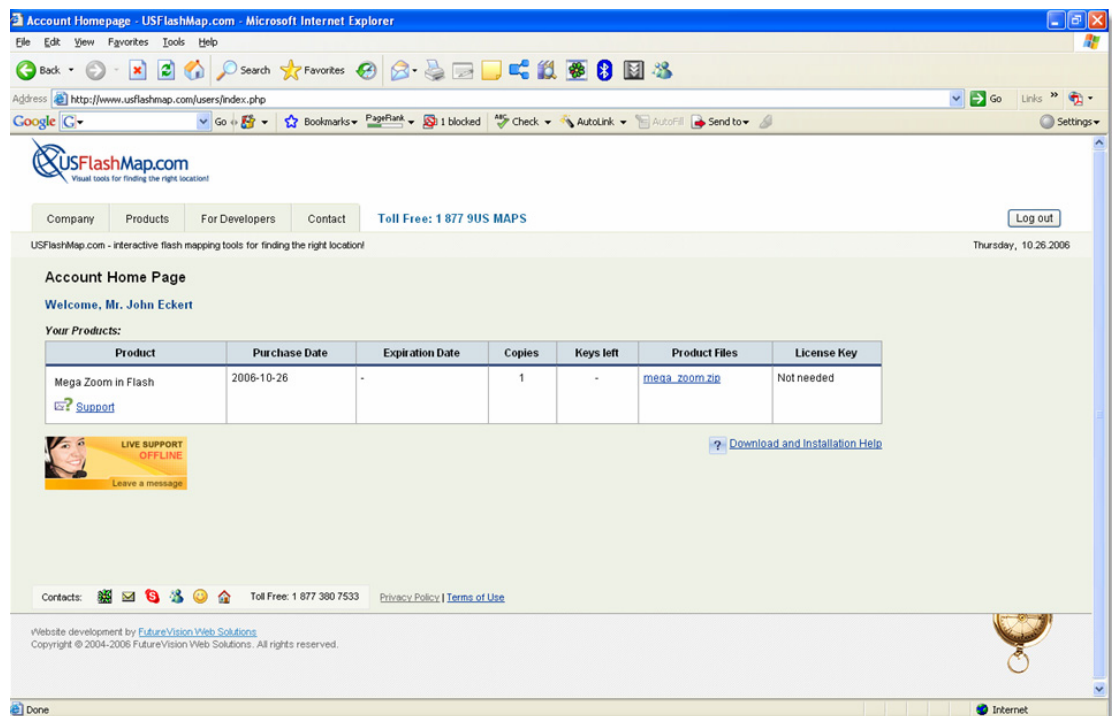 Account Homepage - USFlashMap.com - Microsoft Internet Explorer
File Edit View Favorites Tools Help
Back Search Favorites
Address http://www.usflashmap.com/users/index.php Go Links »
Google G Go Bookmarks PageRank 1 blocked ABC Check AutoLink AutoFill Send to Settings
USFlashMap.com
Visual tools for finding the right location!
Company Products For Developers Contact Toll Free: 1 877 9US MAPS Log out
USFlashMap.com - interactive flash mapping tools for finding the right location! Thursday, 10.26.2006
Account Home Page
Welcome, Mr. John Eckert
Your Products:
Product Purchase Date Expiration Date Copies Keys left Product Files License Key
Mega Zoom in Flash 2006-10-26 - 1 - mega_zoom.zip Not needed
? Support
LIVE SUPPORT
OFFLINE
Leave a message
? Download and Installation Help
Contacts: Toll Free: 1 877 380 7533 Privacy Policy | Terms of Use
Website development by FutureVision Web Solutions
Copyright © 2004-2006 FutureVision Web Solutions. All rights reserved.
Done Internet